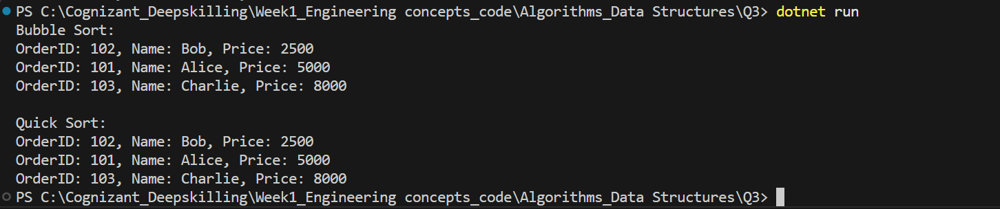 PS C:\Cognizant_Deepskilling\Week1_Engineering concepts_code\Algorithms_Data Structures\Q3> dotnet run
Bubble Sort:
OrderID: 102, Name: Bob, Price: 2500
OrderID: 101, Name: Alice, Price: 5000
OrderID: 103, Name: Charlie, Price: 8000

Quick Sort:
OrderID: 102, Name: Bob, Price: 2500
OrderID: 101, Name: Alice, Price: 5000
OrderID: 103, Name: Charlie, Price: 8000
PS C:\Cognizant_Deepskilling\Week1_Engineering concepts_code\Algorithms_Data Structures\Q3>